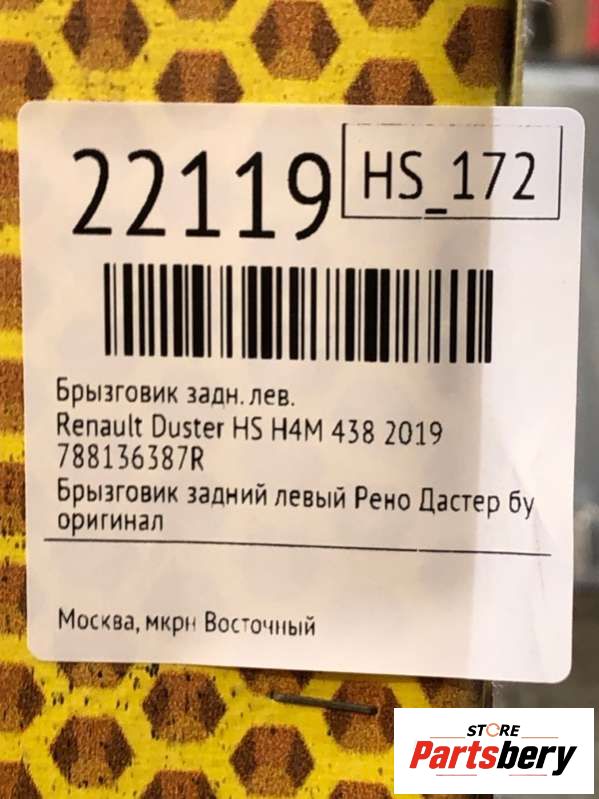 22119
HS_172
Брызговик задн. лев.
Renault Duster HS H4M 438 2019
788136387R
Брызговик задний левый Рено Дастер бу
оригинал
Москва, мкрн Восточный
STORE
Partsbery